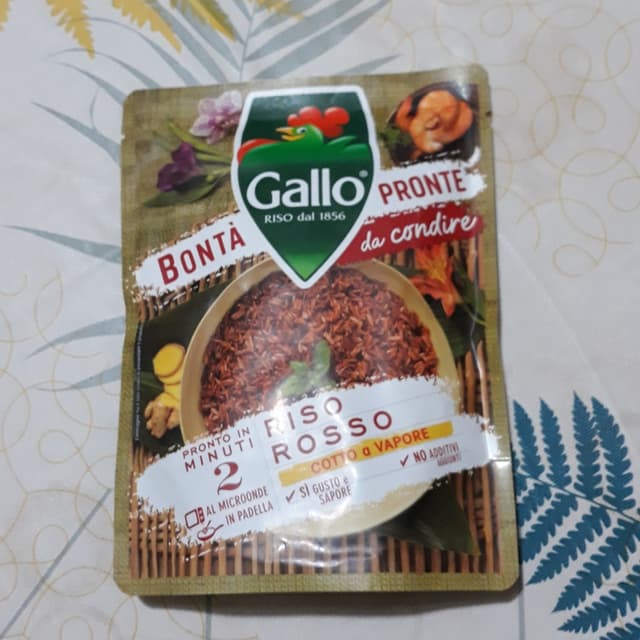 Gallo®
RISO dal 1856
BONTÀ PRONTE
da condire
PRONTO IN
MINUTI
2
AL MICROONDE
IN PADELLA
RISO
ROSSO
COTTO a VAPORE
✓ SÌ GUSTO e
SAPORE
✓ NO ADDITIVI
AGGIUNTI